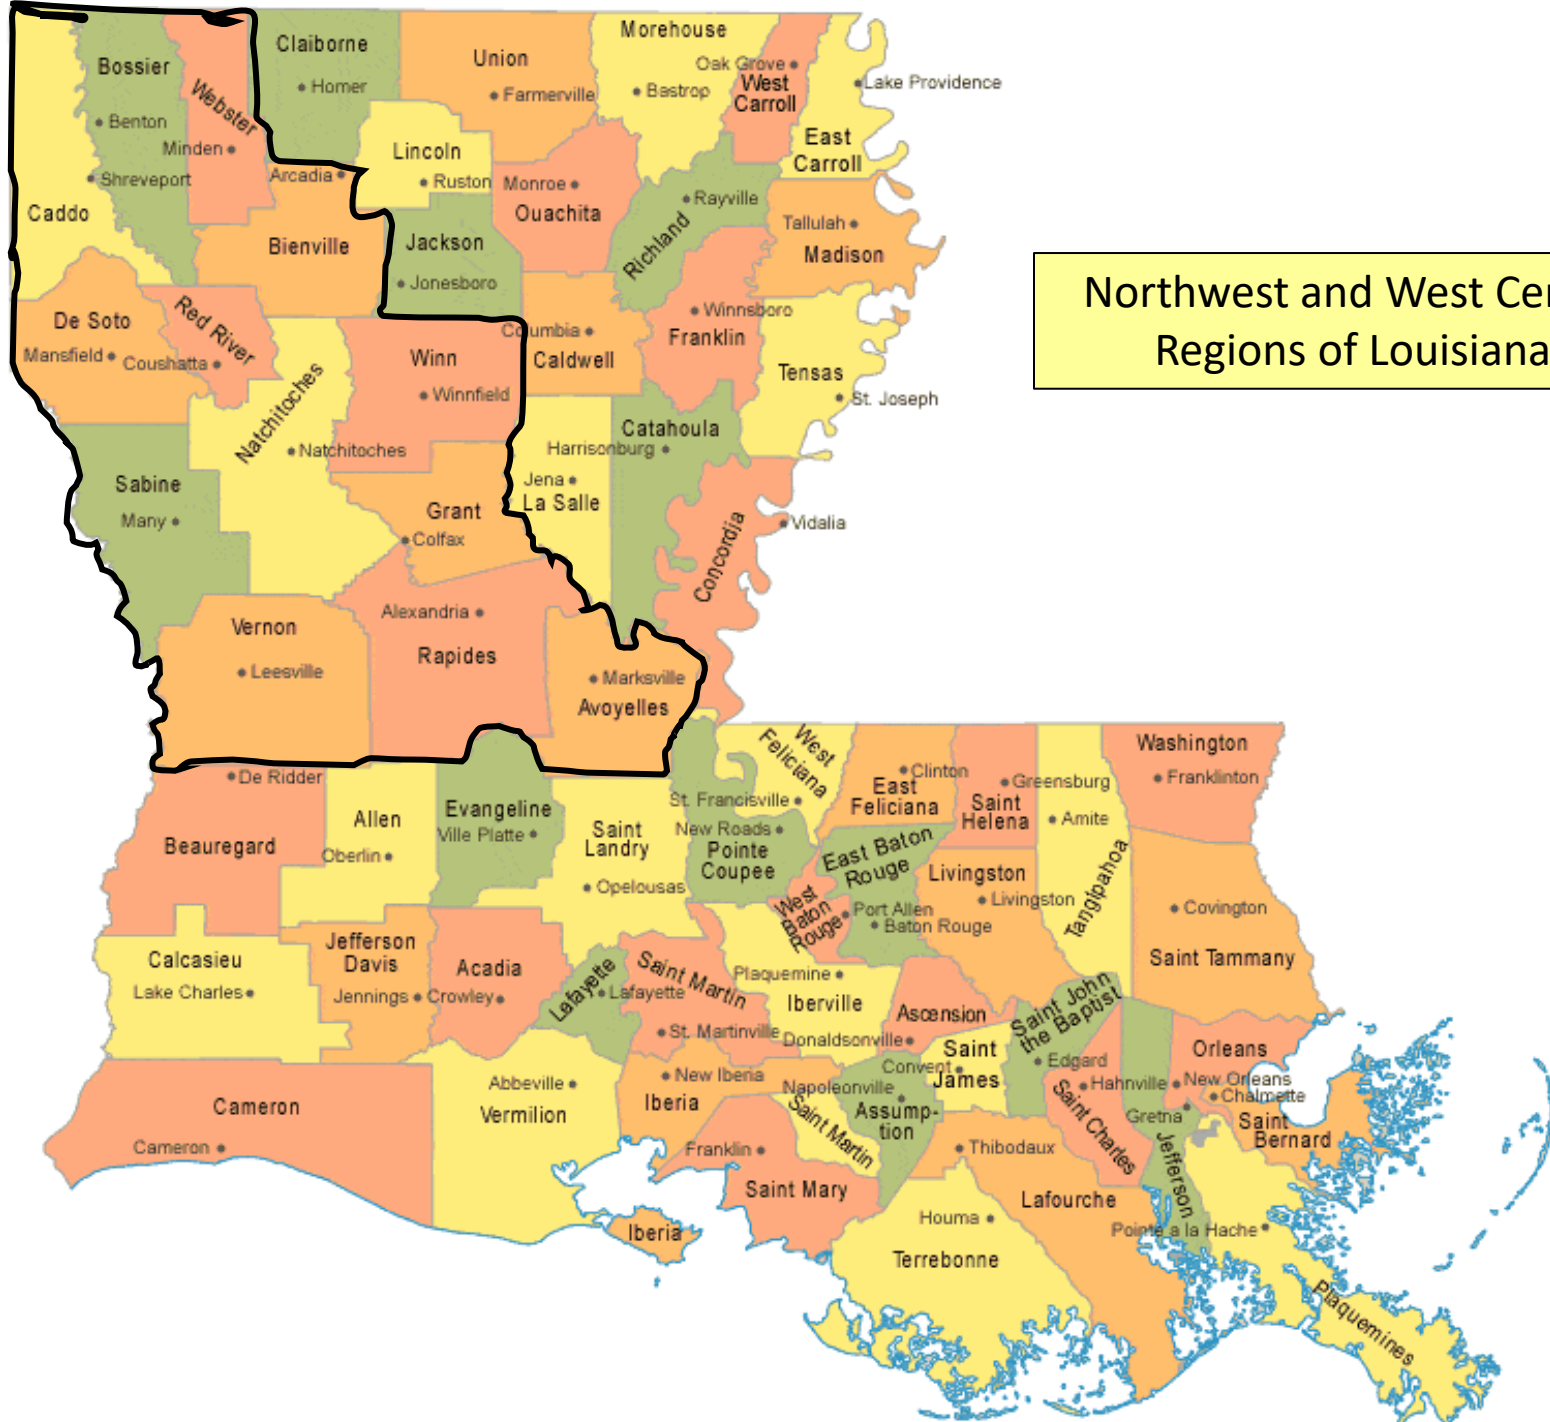 Claiborne
Homer
Union
Farmerville
Morehouse
Bastrop
Oak Grove
West
Carroll
Lake Providence
East
Carroll
Bossier
Benton
Webster
Minden
Shreveport
Caddo
Arcadia
Bienville
Lincoln
Ruston
Monroe
Ouachita
Rayville
Richland
Tallulah
Madison
Jackson
Jonesboro
Northwest and West Ce
Regions of Louisiana
De Soto
Mansfield
Red River
Coushatta
Natchitoches
Natchitoches
Winn
Winnfield
Columbia
Caldwell
Winnsboro
Franklin
Tensas
St. Joseph
Catahoula
Harrisonburg
Jena
La Salle
Sabine
Many
Grant
Colfax
Concordia
Vidalia
Vernon
Leesville
Alexandria
Rapides
Marksville
Avoyelles
De Ridder
Beauregard
Allen
Oberlin
Evangeline
Ville Platte
Saint
Landry
Opelousas
St. Francisville
New Roads
Pointe
Coupee
West
Feliciana
Clinton
East
Feliciana
Greensburg
Saint
Helena
Amite
Tangipahoa
Washington
Franklinton
East Baton
Rouge
West
Baton
Rouge
Port Allen
Baton Rouge
Livingston
Livingston
Covington
Saint Tammany
Calcasieu
Lake Charles
Jefferson
Davis
Jennings
Acadia
Crowley
Lafayette
Lafayette
Saint Martin
St. Martinville
Plaquemine
Iberville
Donaldsonville
Ascension
Saint John
the Baptist
Edgard
Convent
Saint
James
Orleans
New Orleans
Chalmette
Saint
Bernard
Hahnville
Saint Charles
Gretna
Jefferson
Cameron
Cameron
Abbeville
Vermilion
New Iberia
Iberia
Napoleonville
Assump-
tion
Saint Martin
Franklin
Saint Mary
Iberia
Thibodaux
Lafourche
Houma
Terrebonne
Pointe a la Hache
Plaquemines